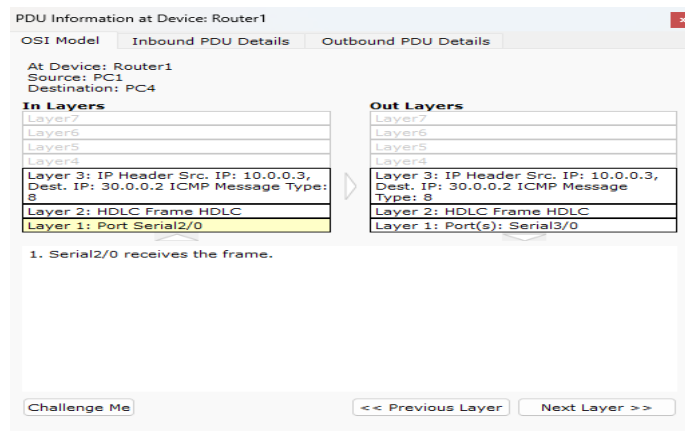 PDU Information at Device: Router1
OSI Model Inbound PDU Details Outbound PDU Details
At Device: Router1
Source: PC1
Destination: PC4
In Layers
Layer7
Layer6
Layer5
Layer4
Layer 3: IP Header Src. IP: 10.0.0.3,
Dest. IP: 30.0.0.2 ICMP Message Type:
8
Layer 2: HDLC Frame HDLC
Layer 1: Port Serial2/0
Out Layers
Layer7
Layer6
Layer5
Layer4
Layer 3: IP Header Src. IP: 10.0.0.3,
Dest. IP: 30.0.0.2 ICMP Message
Type: 8
Layer 2: HDLC Frame HDLC
Layer 1: Port(s): Serial3/0
1. Serial2/0 receives the frame.
Challenge Me << Previous Layer Next Layer >>